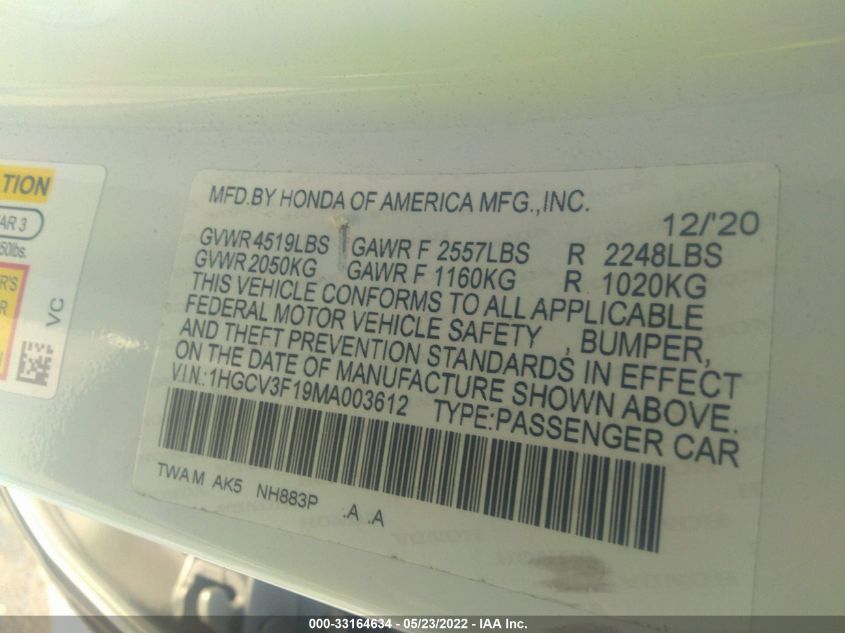 TION
AR 3
50lbs.
R'S
R
VC
MFD.BY HONDA OF AMERICA MFG.,INC.
12/'20
GVWR 4519LBS GAWR F 2557LBS R 2248LBS
GVWR 2050KG GAWR F 1160KG R 1020KG
THIS VEHICLE CONFORMS TO ALL APPLICABLE
FEDERAL MOTOR VEHICLE SAFETY , BUMPER,
AND THEFT PREVENTION STANDARDS IN EFFECT
ON THE DATE OF MANUFACTURE SHOWN ABOVE.
V.I.N.:1HGCV3F19MA003612 TYPE:PASSENGER CAR
TWA M AK5 NH883P .A .A
000-33164634 - 05/23/2022 - IAA Inc.